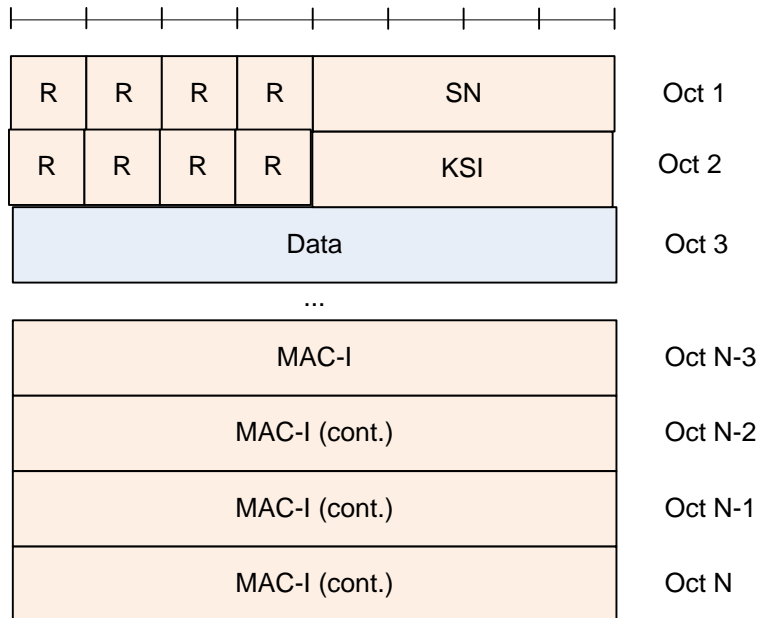 R R R R SN Oct 1
R R R R KSI Oct 2
Data Oct 3
...
MAC-I Oct N-3
MAC-I (cont.) Oct N-2
MAC-I (cont.) Oct N-1
MAC-I (cont.) Oct N